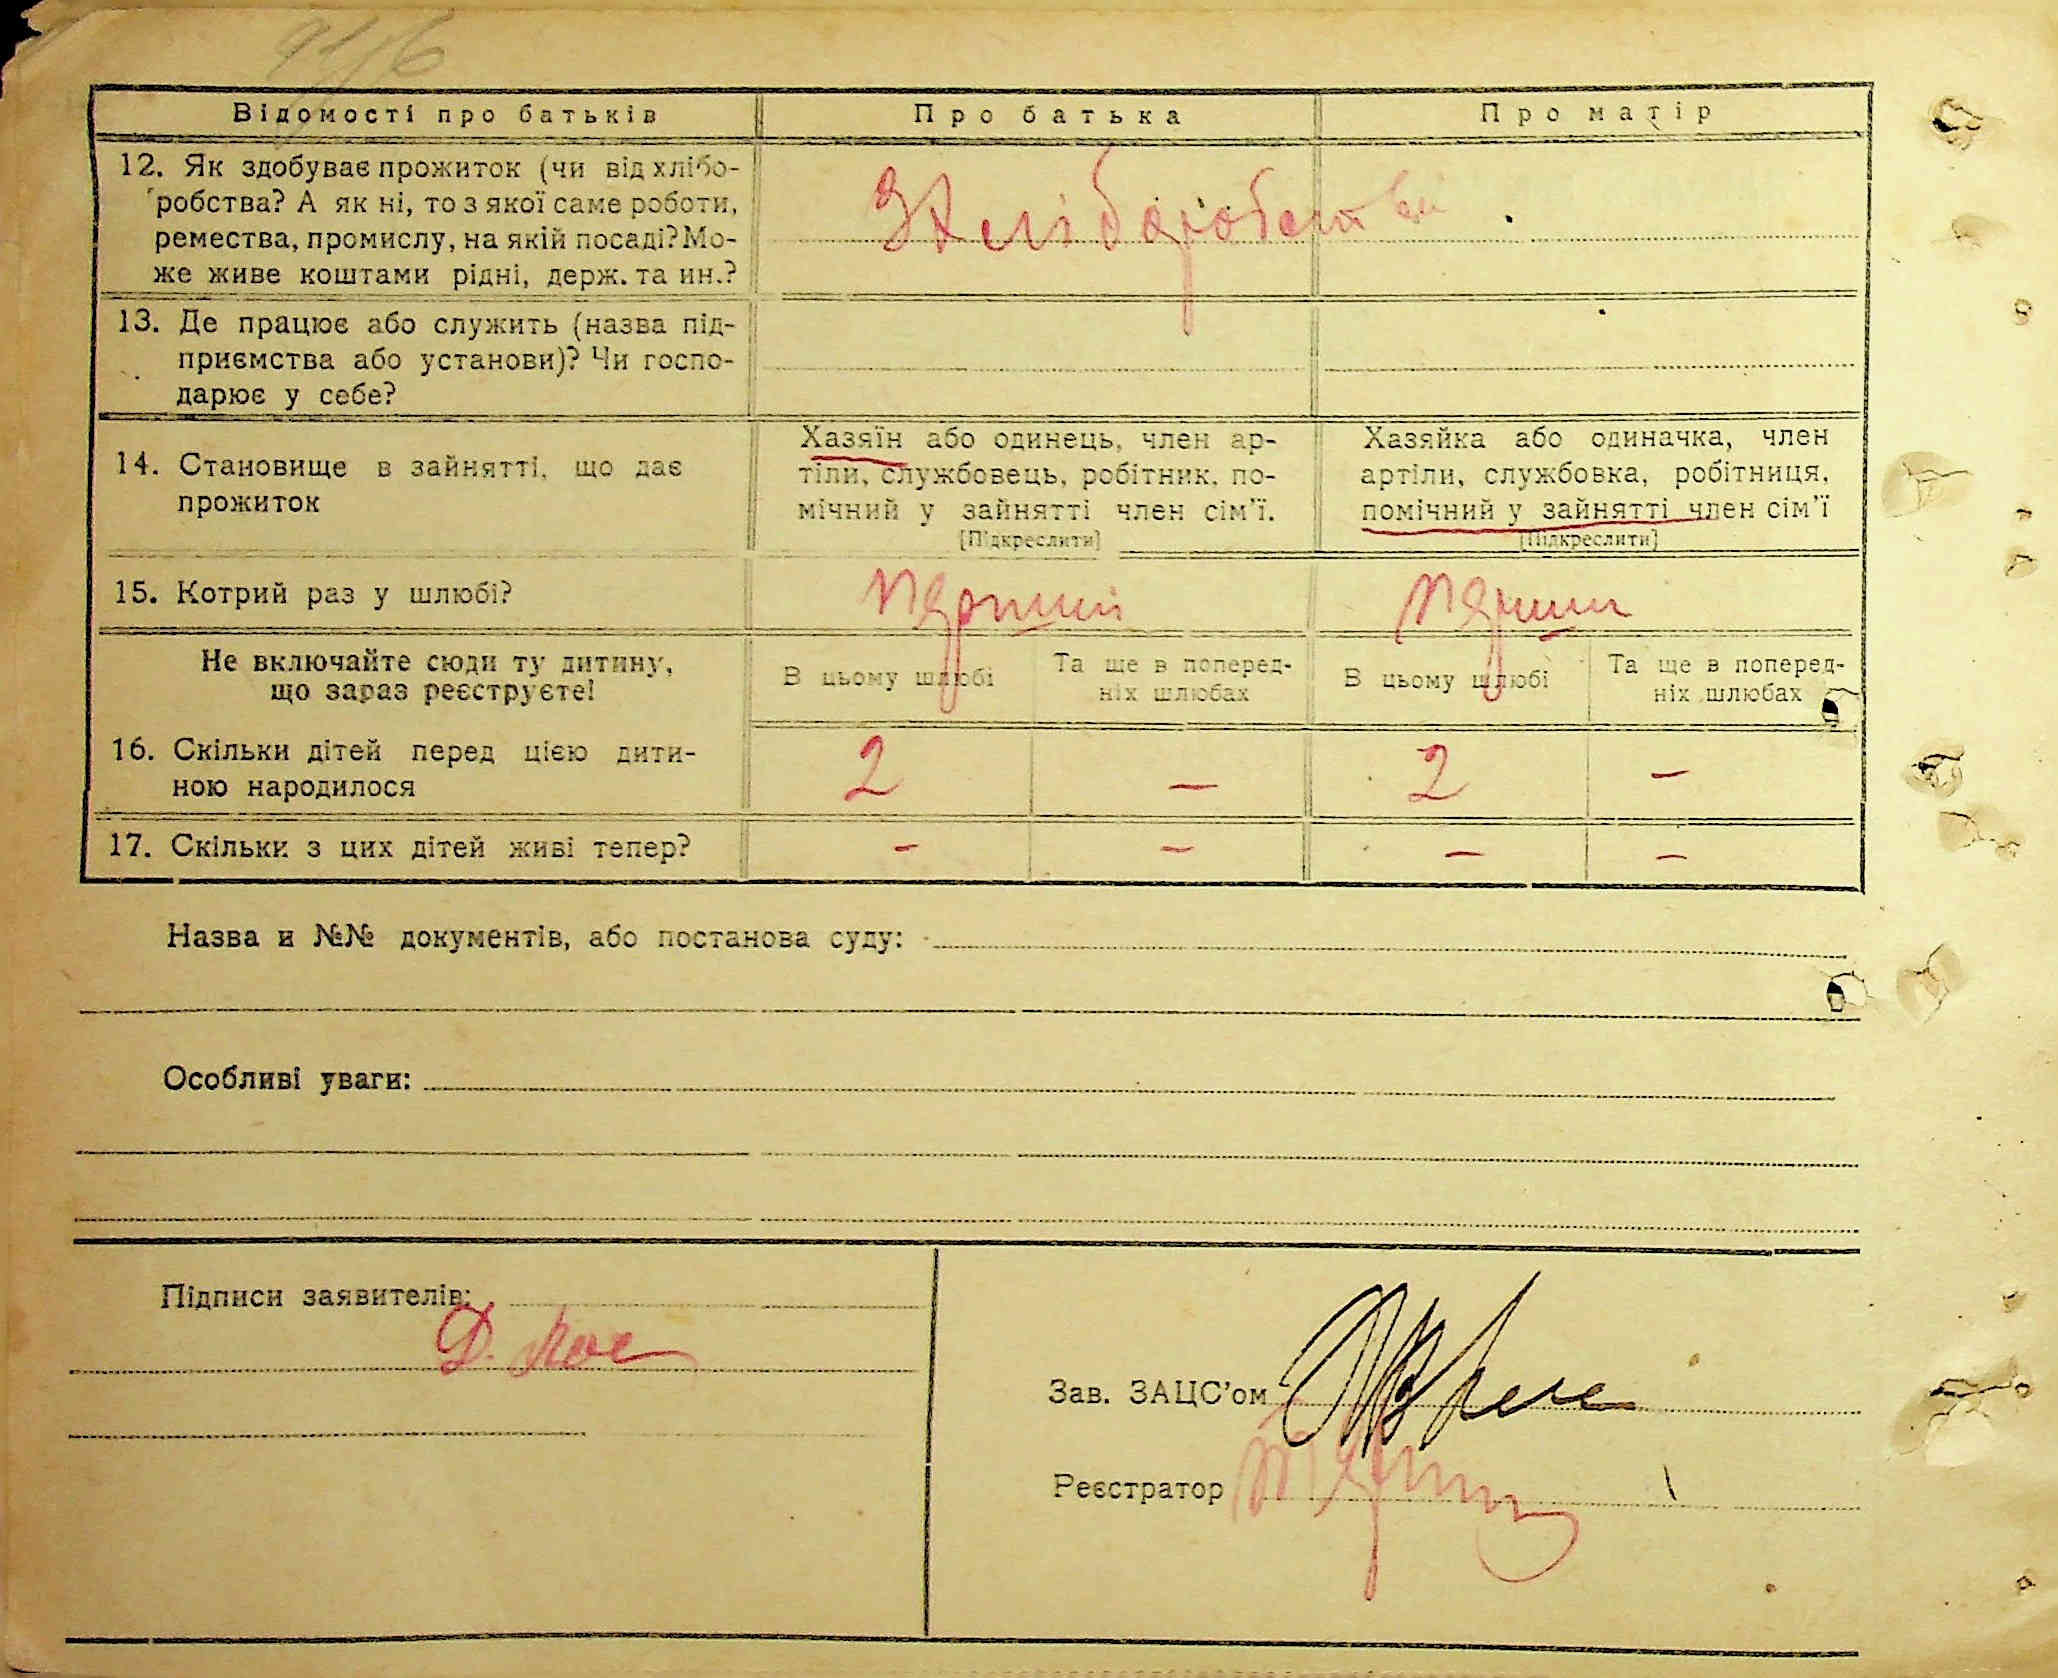 Відомості про батьків Про батька Про матір
12. Як здобуває прожиток (чи від хлібо-
робства? А як ні, то з якої саме роботи,
ремества, промислу, на якій посаді? Мо-
же живе коштами рідні, держ. та ин.?
З Хліборобства
13. Де працює або служить (назва під-
приємства або установи)? Чи госпо-
дарює у себе?
14. Становище в зайнятті, що дає
прожиток
Хазяїн або одинець, член ар-
тіли, службовець, робітник, по-
мічний у зайнятті член сім'ї.
[Підкреслити]
Хазяйка або одиначка, член
артіли, службовка, робітниця,
помічний у зайнятті член сім'ї
[Підкреслити]
15. Котрий раз у шлюбі? перший перший
Не включайте сюди ту дитину,
що зараз реєструєте!
В цьому шлюбі
Та ще в поперед-
ніх шлюбах
В цьому шлюбі
Та ще в поперед-
ніх шлюбах
16. Скільки дітей перед цією дити-
ною народилося
2 — 2 —
17. Скільки з цих дітей живі тепер? — — — —
Назва и №№ документів, або постанова суду:
Особливі уваги:
Підписи заявителів:
Д.
Зав. ЗАЦС'ом
Реєстратор